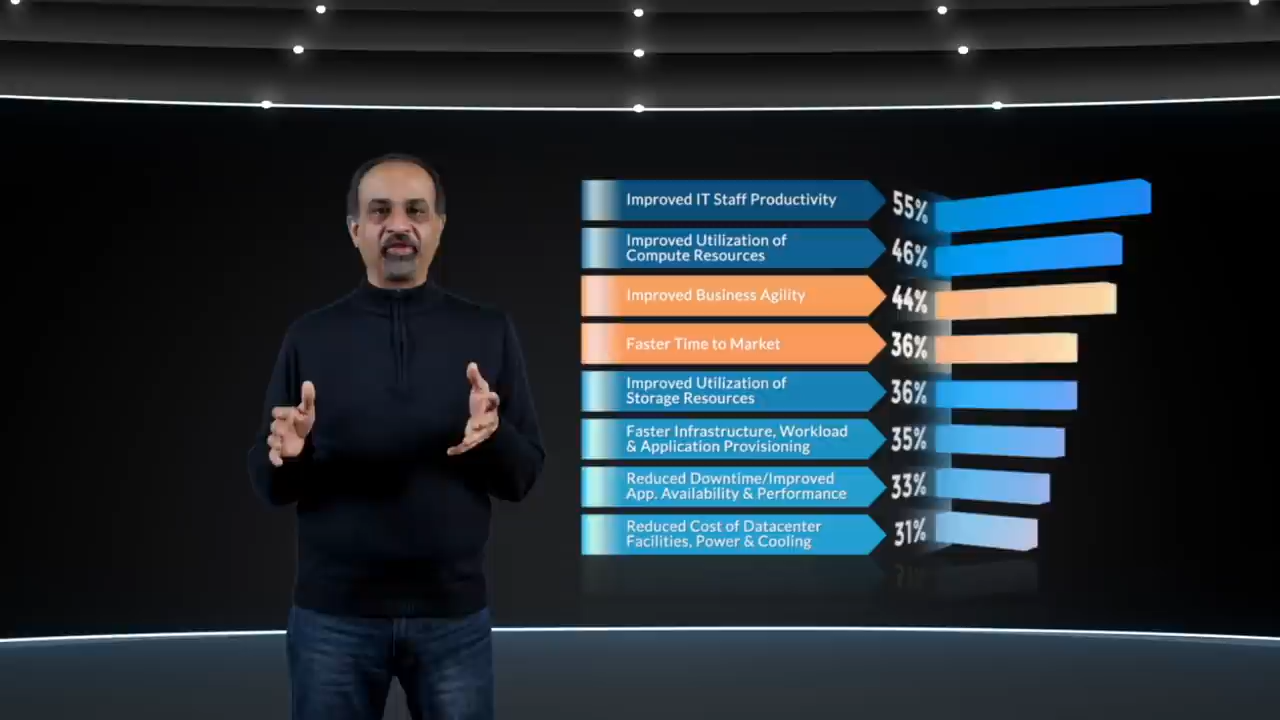 Improved IT Staff Productivity 55%
Improved Utilization of
Compute Resources 46%
Improved Business Agility 44%
Faster Time to Market 36%
Improved Utilization of
Storage Resources 36%
Faster Infrastructure, Workload
& Application Provisioning 35%
Reduced Downtime/Improved
App. Availability & Performance 33%
Reduced Cost of Datacenter
Facilities, Power & Cooling 31%